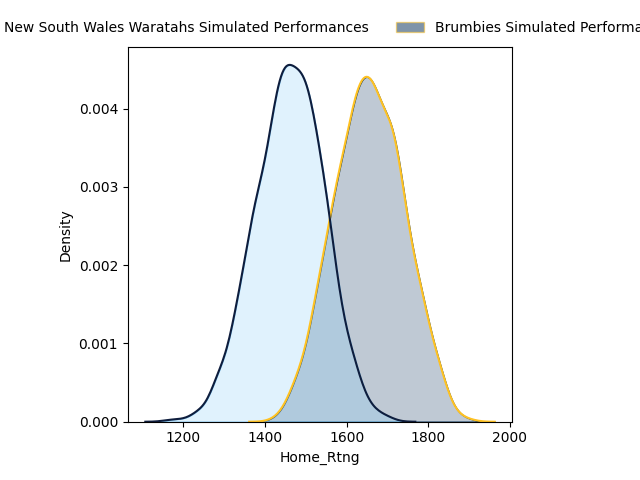 New South Wales Waratahs Simulated Performances Brumbies Simulated Performa
0.004
0.003
0.002
0.001
0.000
Density
1200 1400 1600 1800 2000
Home_Rtng